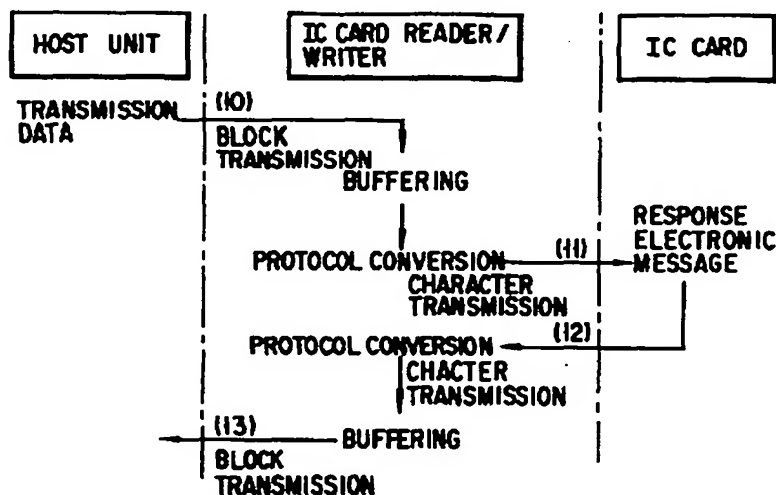 HOST UNIT
IC CARD READER/
WRITER
IC CARD
TRANSMISSION
DATA
(10)
BLOCK
TRANSMISSION
BUFFERING
PROTOCOL CONVERSION
(11)
CHARACTER
TRANSMISSION
RESPONSE
ELECTRONIC
MESSAGE
PROTOCOL CONVERSION
(12)
CHACTER
TRANSMISSION
(13)
BUFFERING
BLOCK
TRANSMISSION